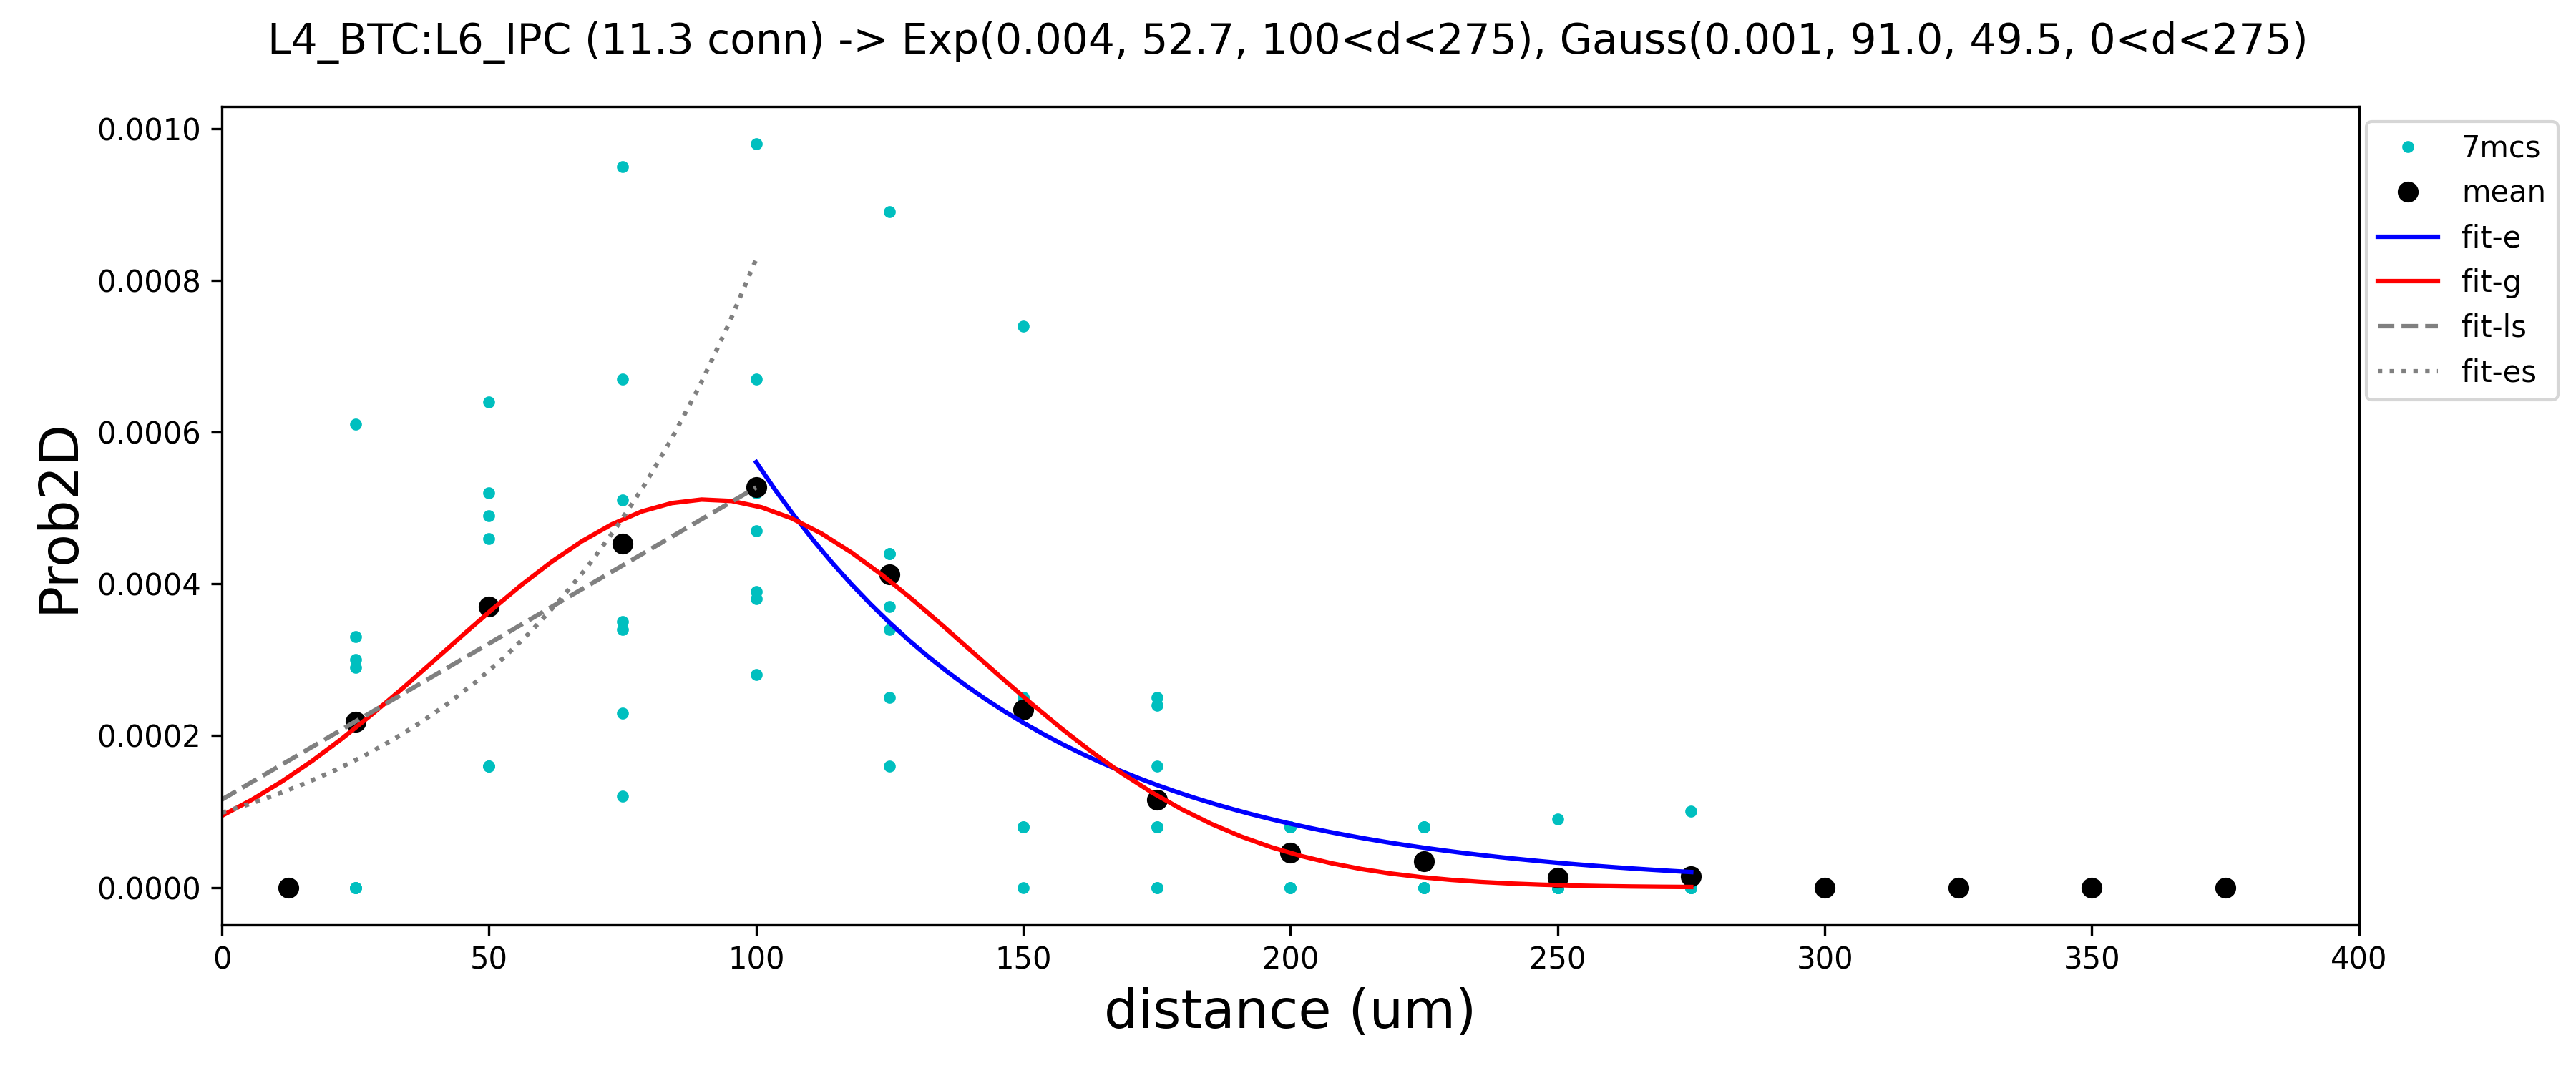 L4_BTC:L6_IPC (11.3 conn) -> Exp(0.004, 52.7, 100<d<275), Gauss(0.001, 91.0, 49.5, 0<d<275)
0.0010
0.0008
0.0006
0.0004
0.0002
0.0000
Prob2D
0 50 100 150 200 250 300 350 400
distance (um)
7mcs
mean
fit-e
fit-g
fit-ls
fit-es